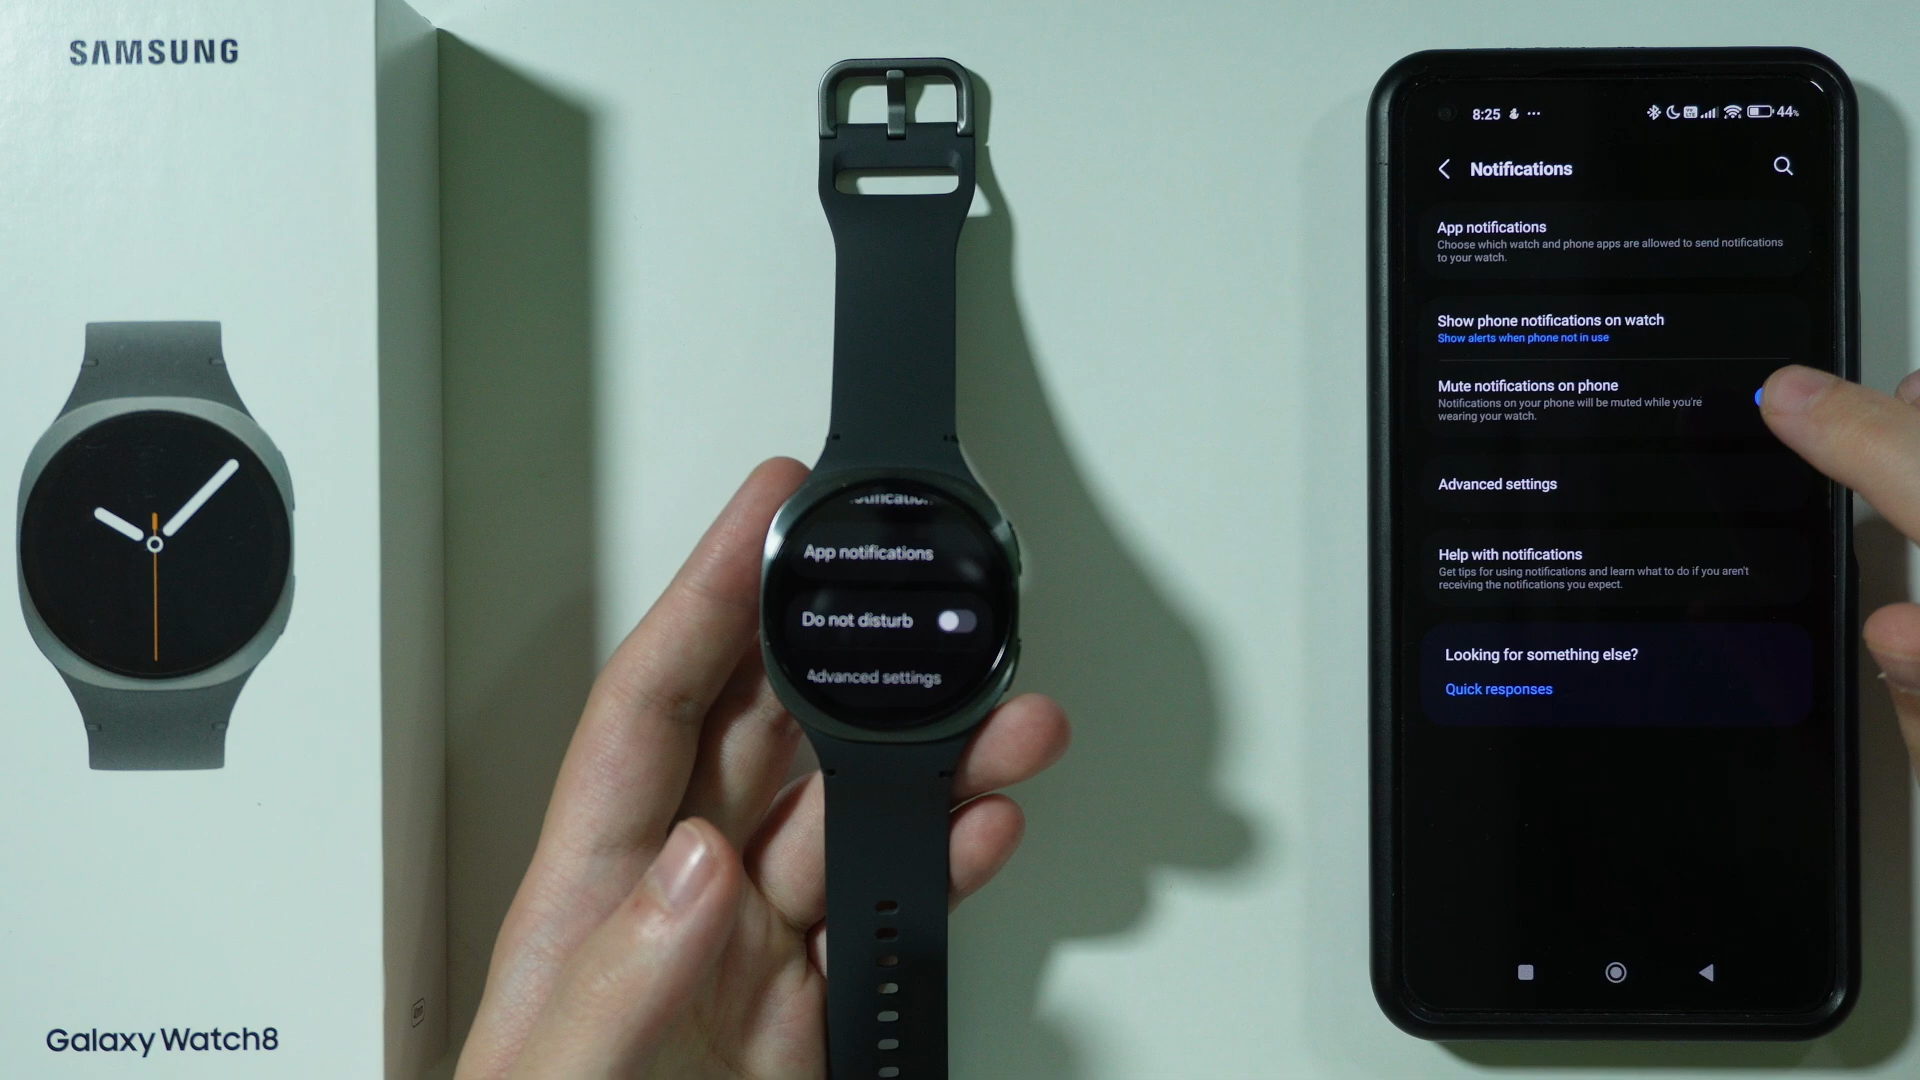 SAMSUNG
Galaxy Watch8
App notifications
Do not disturb
Advanced settings
8:25
44%
Notifications
App notifications
Choose which watch and phone apps are allowed to send notifications
to your watch.
Show phone notifications on watch
Show alerts when phone not in use
Mute notifications on phone
Notifications on your phone will be muted while you're
wearing your watch.
Advanced settings
Help with notifications
Get tips for using notifications and learn what to do if you aren't
receiving the notifications you expect.
Looking for something else?
Quick responses